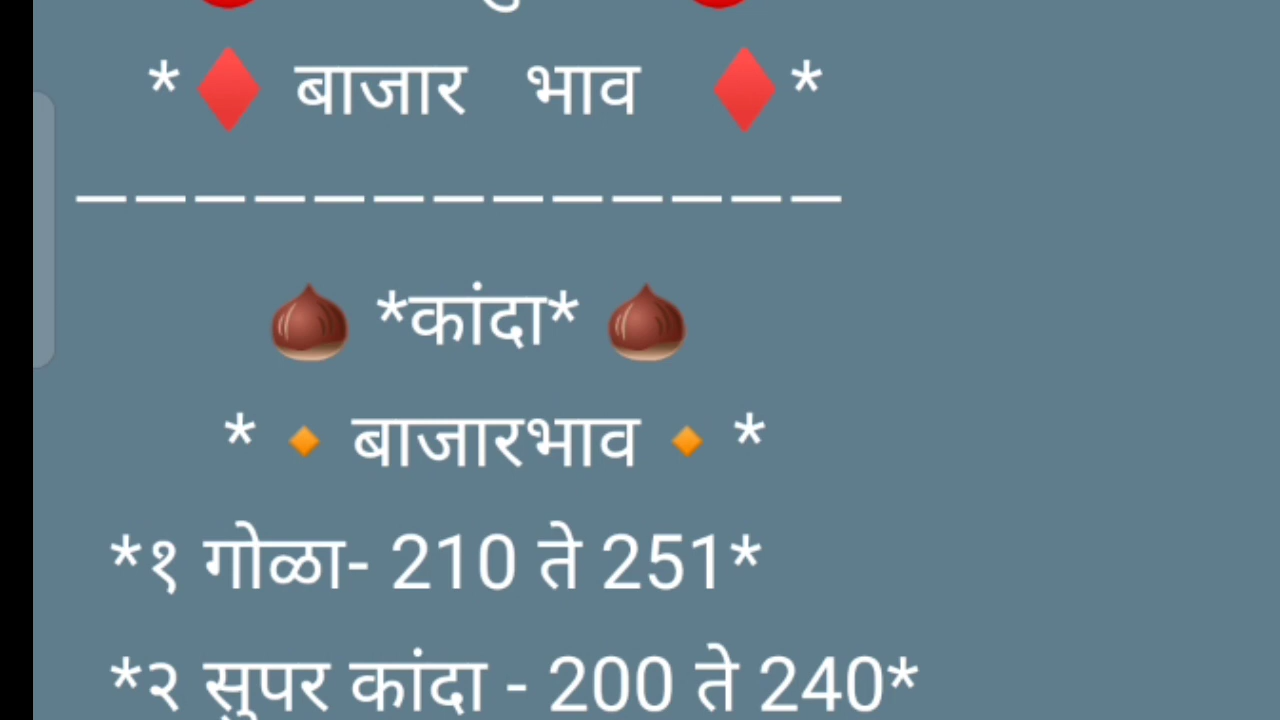 *♦️ बाजार भाव ♦️*
—————————————
🌰 *कांदा* 🌰
*🔸बाजारभाव🔸*
*१ गोळा- 210 ते 251*
*२ सुपर कांदा - 200 ते 240*